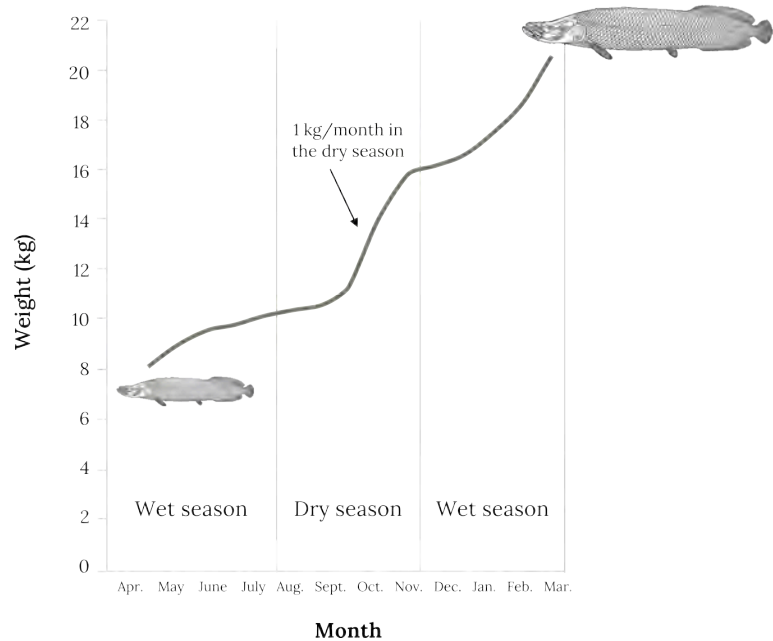 22
20
18
16
14
12
10
8
6
4
2
0
Weight (kg)
1 kg/month in
the dry season
Wet season
Dry season
Wet season
Apr. May June July Aug. Sept. Oct. Nov. Dec. Jan. Feb. Mar.
Month